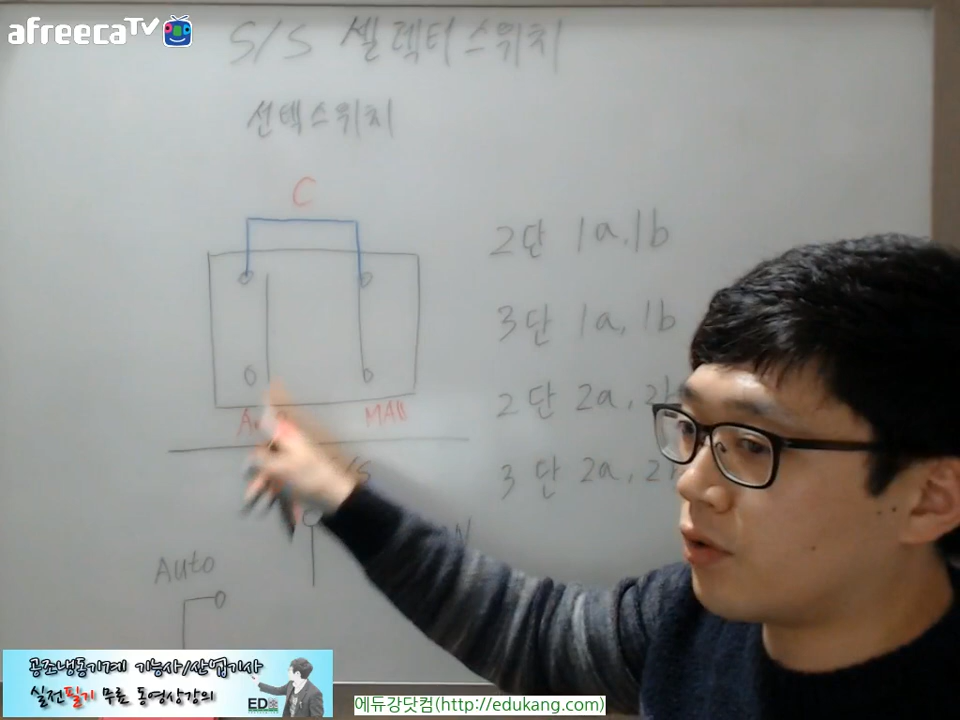 afreecaTV
S/S 셀렉터스위치
선택스위치
C
2단 1a, 1b
3단 1a, 1b
2단 2a, 2b
3단 2a, 2b
MAN
/S
N
Auto
공조냉동기계 기능사/산업기사
실전필기 무료 동영상강의
ED
에듀강닷컴(http://edukang.com)